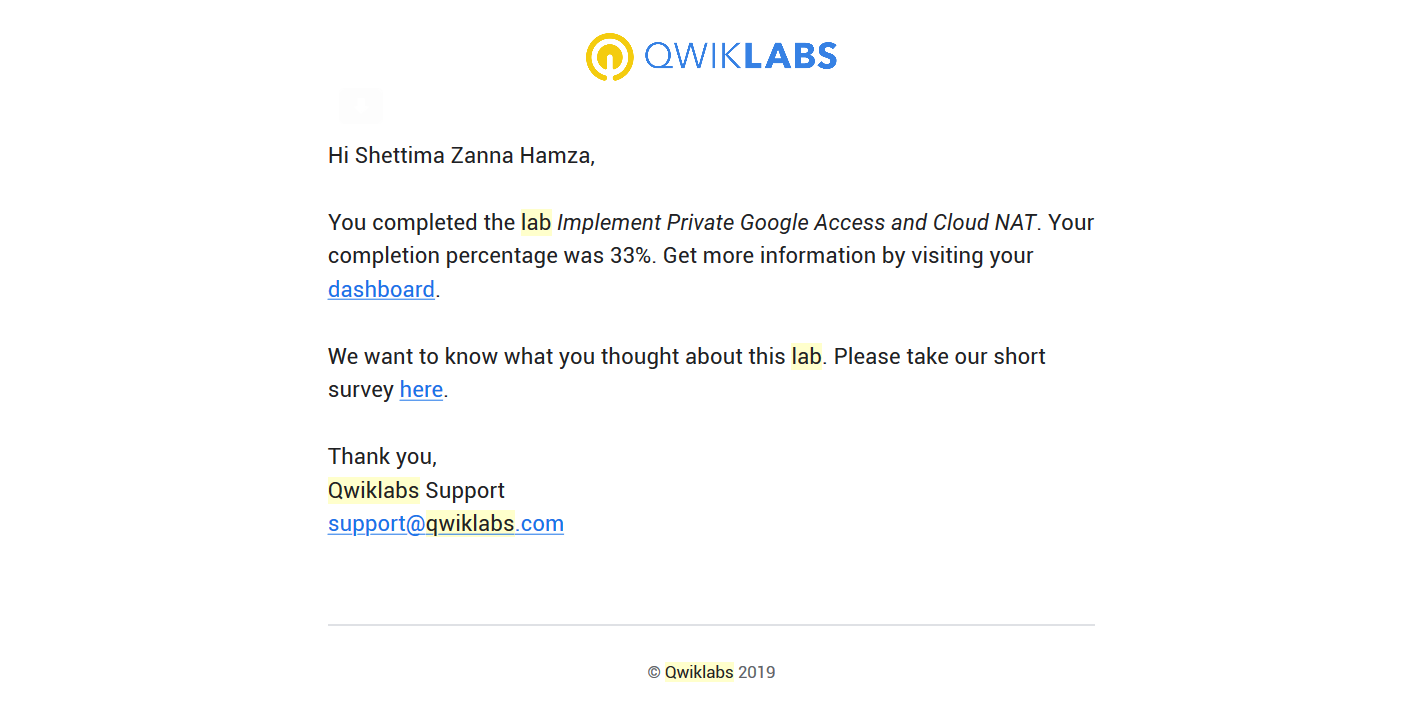 QWIKLABS
Hi Shettima Zanna Hamza,
You completed the lab Implement Private Google Access and Cloud NAT. Your
completion percentage was 33%. Get more information by visiting your
dashboard.
We want to know what you thought about this lab. Please take our short
survey here.
Thank you,
Qwiklabs Support
support@qwiklabs.com
© Qwiklabs 2019